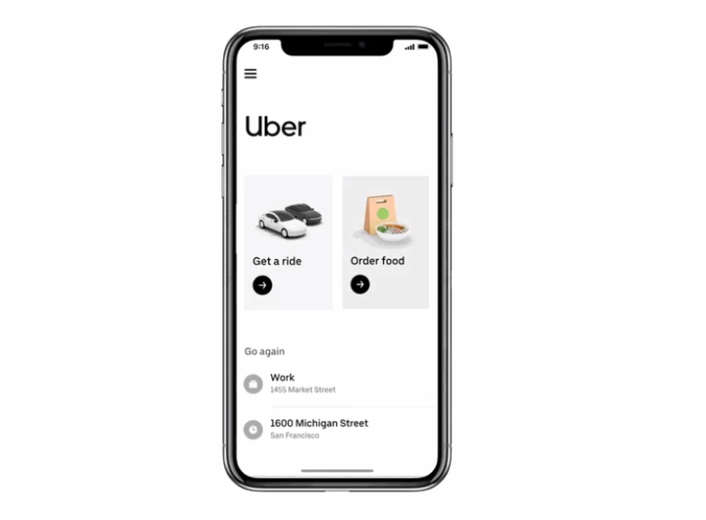 9:16
Uber
Get a ride
Order food
Go again
Work
1455 Market Street
1600 Michigan Street
San Francisco